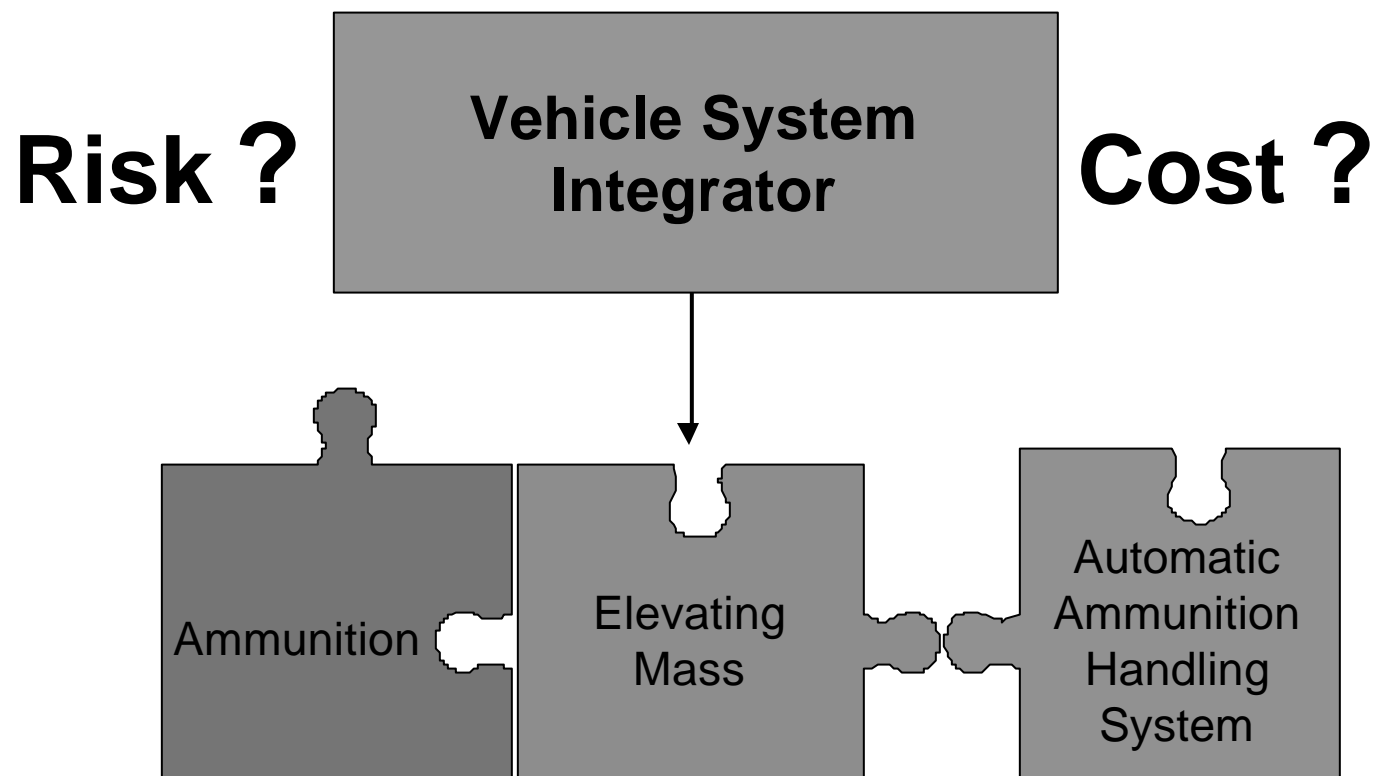 Risk ?
Vehicle System
Integrator
Cost ?
Ammunition
Elevating
Mass
Automatic
Ammunition
Handling
System